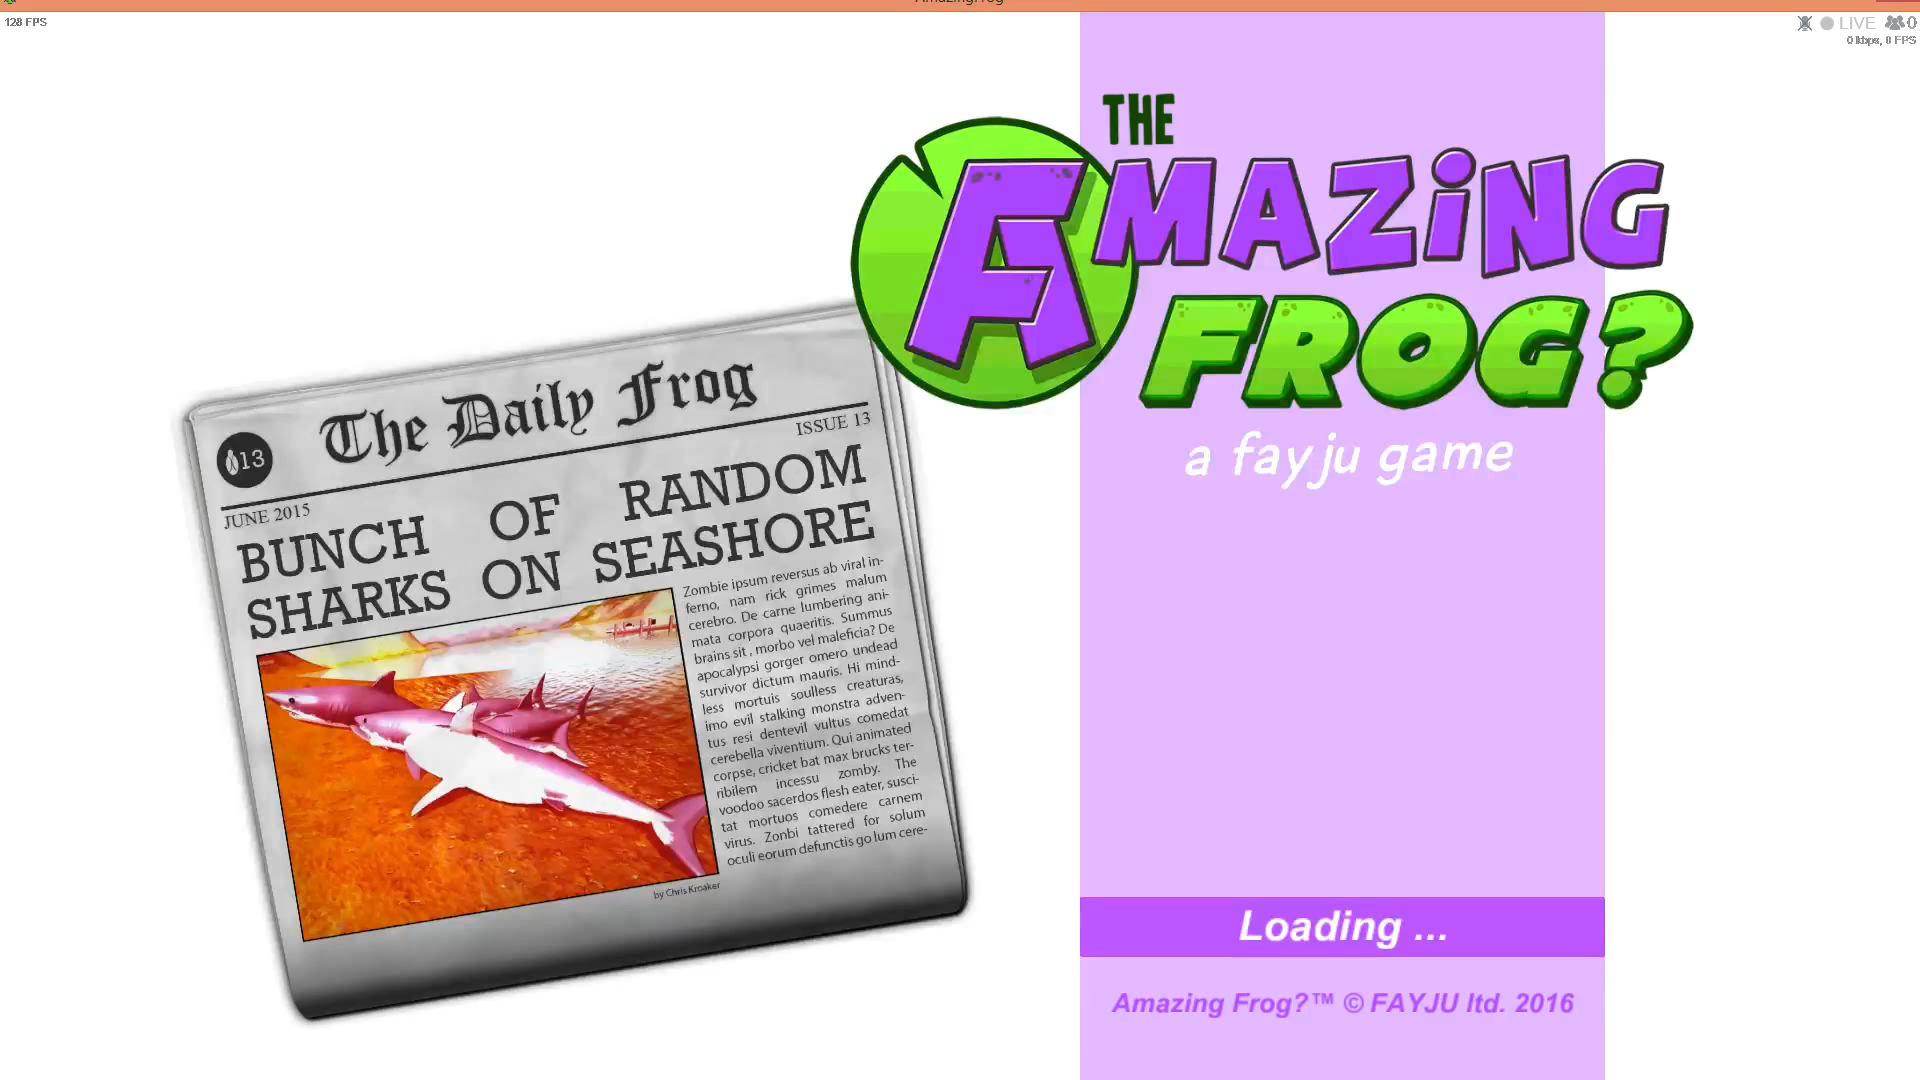 AmazingFrog
128 FPS
LIVE 0
0 kbps, 0 FPS
THE
AMAZING
FROG?
a fayju game
The Daily Frog
13
ISSUE 13
JUNE 2015
BUNCH OF RANDOM
SHARKS ON SEASHORE
Zombie ipsum reversus ab viral in-
ferno, nam rick grimes malum
cerebro. De carne lumbering ani-
mata corpora quaeritis. Summus
brains sit , morbo vel maleficia? De
apocalypsi gorger omero undead
survivor dictum mauris. Hi mind-
less mortuis soulless creaturas,
imo evil stalking monstra adven-
tus resi dentevil vultus comedat
cerebella viventium. Qui animated
corpse, cricket bat max brucks ter-
ribilem incessu zomby. The
voodoo sacerdos flesh eater, susci-
tat mortuos comedere carnem
virus. Zonbi tattered for solum
oculi eorum defunctis go lum cere-
by Chris Kroaker
Loading ...
Amazing Frog?™ © FAYJU ltd. 2016